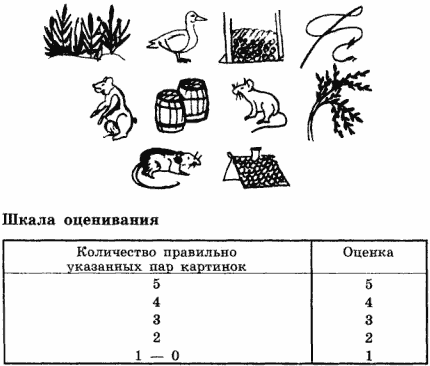 Шкала оценивания
Количество правильно Оценка
указанных пар картинок
5 5
4 4
3 3
2 2
1 — 0 1